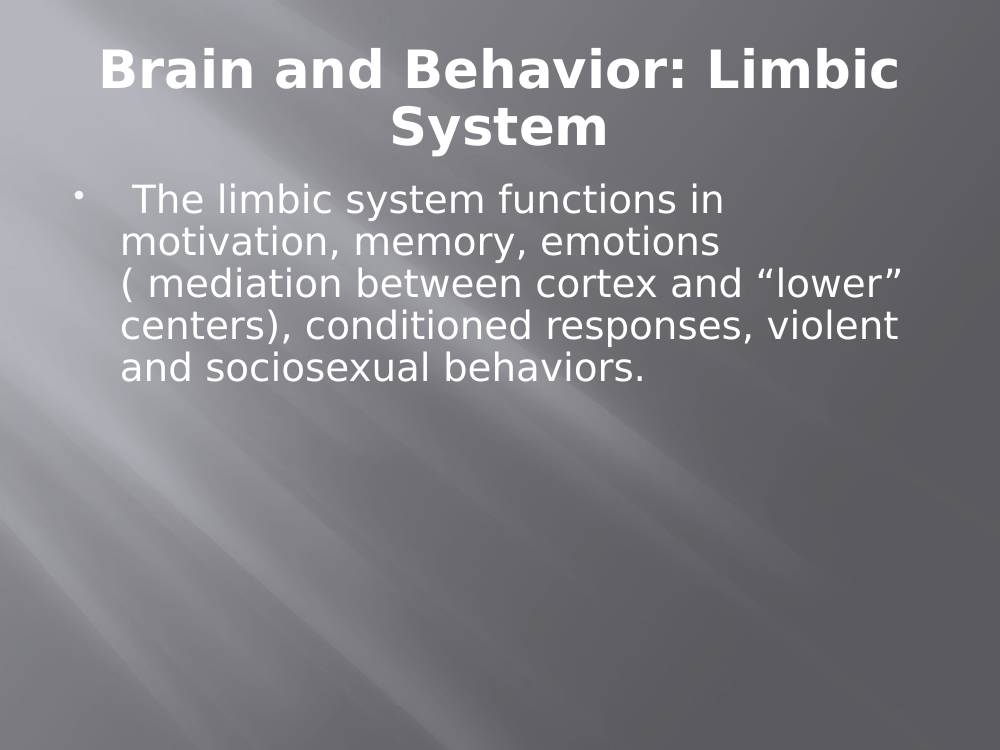 Brain and Behavior: Limbic
System
• The limbic system functions in
motivation, memory, emotions
( mediation between cortex and “lower”
centers), conditioned responses, violent
and sociosexual behaviors.